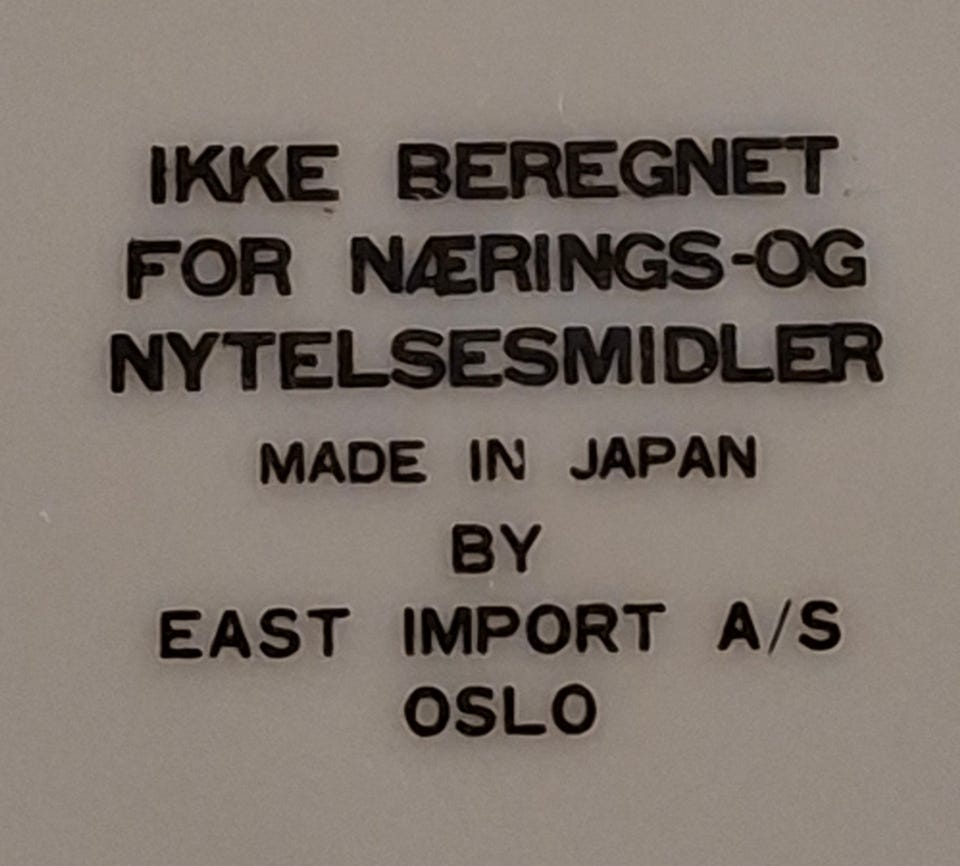 IKKE BEREGNET
FOR NÆRINGS-OG
NYTELSESMIDLER
MADE IN JAPAN
BY
EAST IMPORT A/S
OSLO